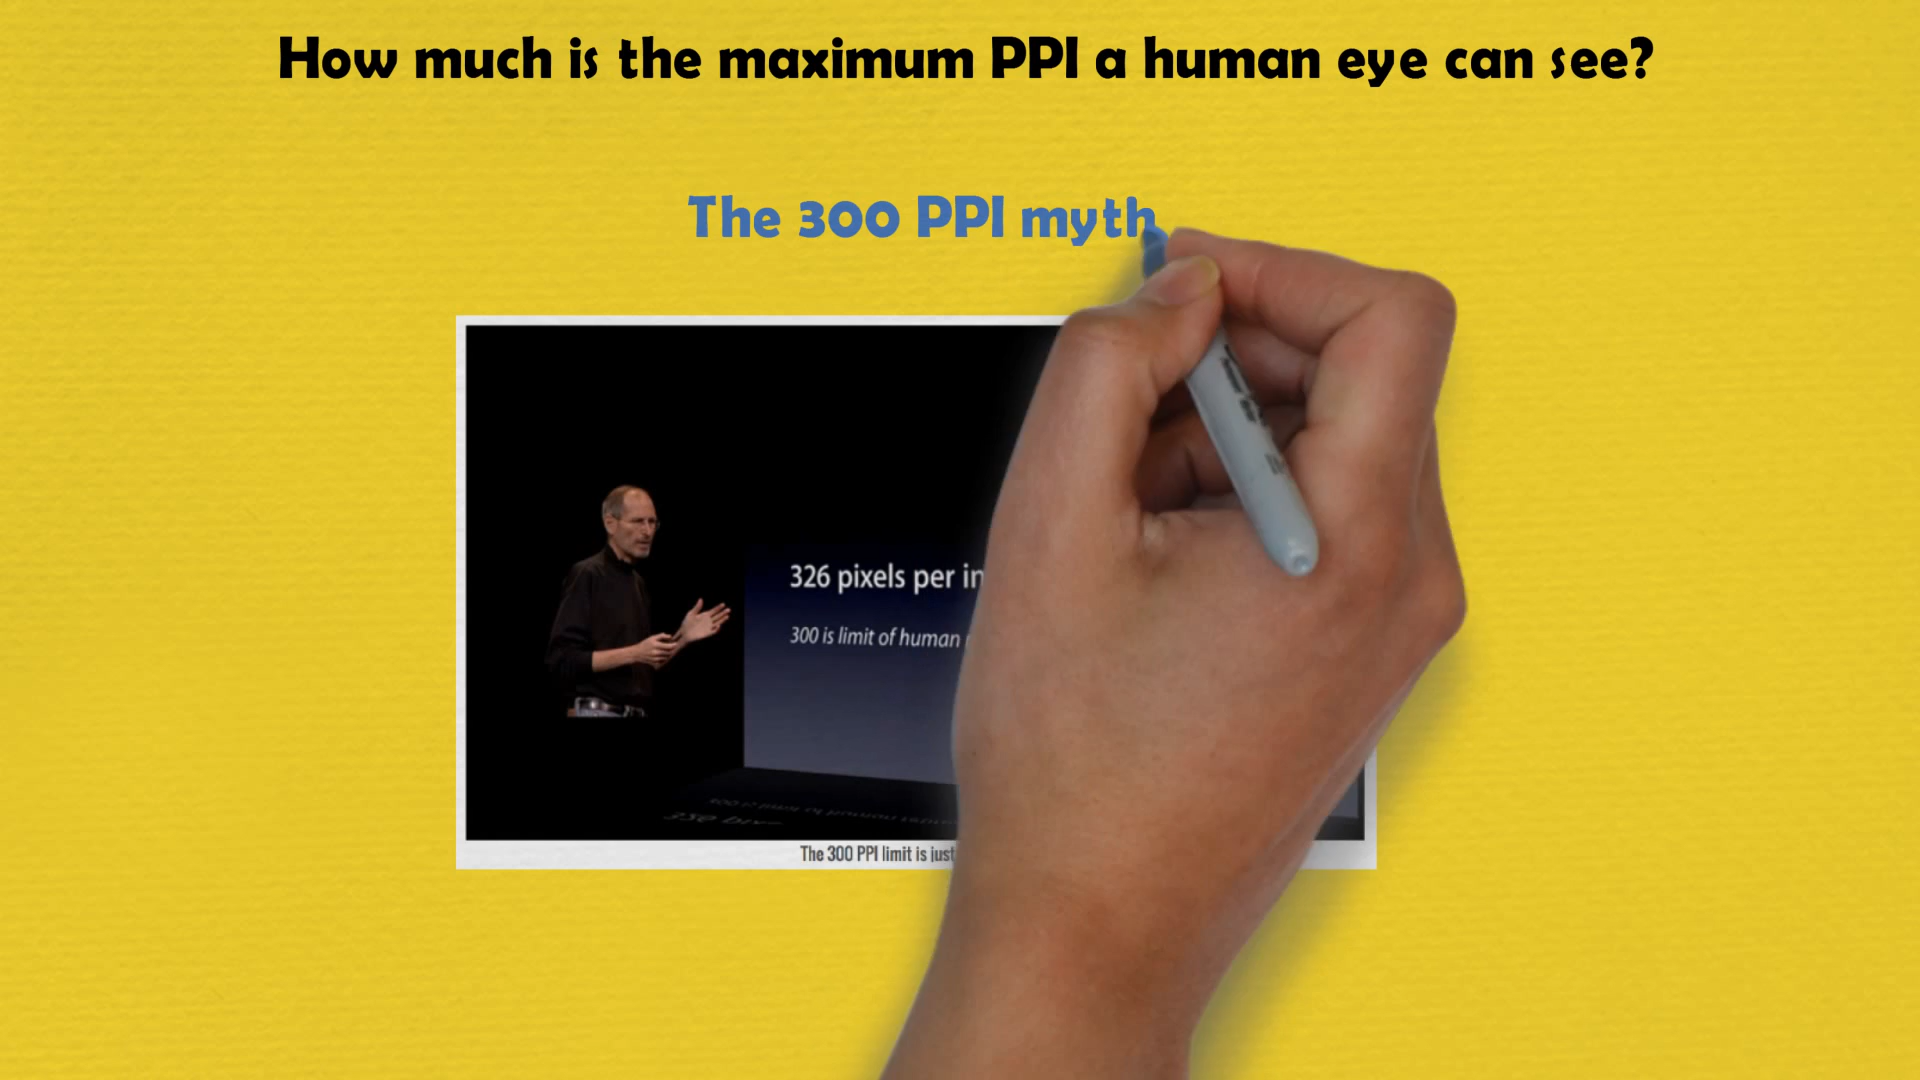 How much is the maximum PPI a human eye can see?
The 300 PPI myth
326 pixels per in
300 is limit of human
The 300 PPI limit is just